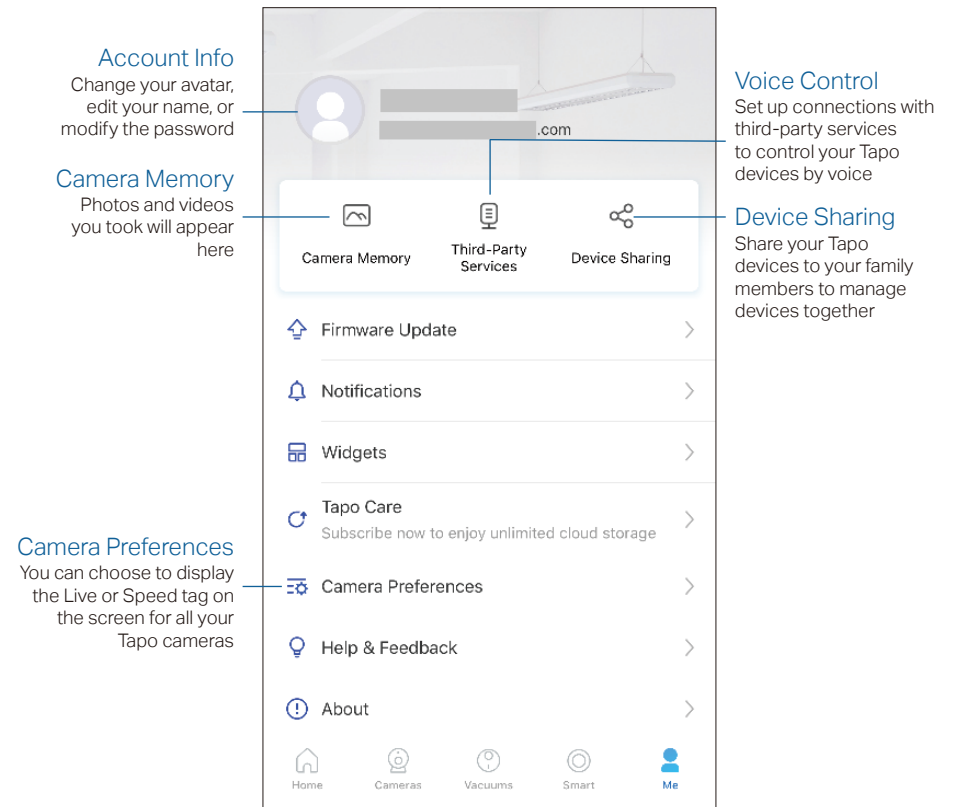 Account Info
Change your avatar,
edit your name, or
modify the password
Camera Memory
Photos and videos
you took will appear
here
Camera Preferences
You can choose to display
the Live or Speed tag on
the screen for all your
Tapo cameras
.com
Camera Memory
Third-Party
Services
Device Sharing
Firmware Update
Notifications
Widgets
Tapo Care
Subscribe now to enjoy unlimited cloud storage
Camera Preferences
Help & Feedback
About
Home
Cameras
Vacuums
Smart
Me
Voice Control
Set up connections with
third-party services
to control your Tapo
devices by voice
Device Sharing
Share your Tapo
devices to your family
members to manage
devices together